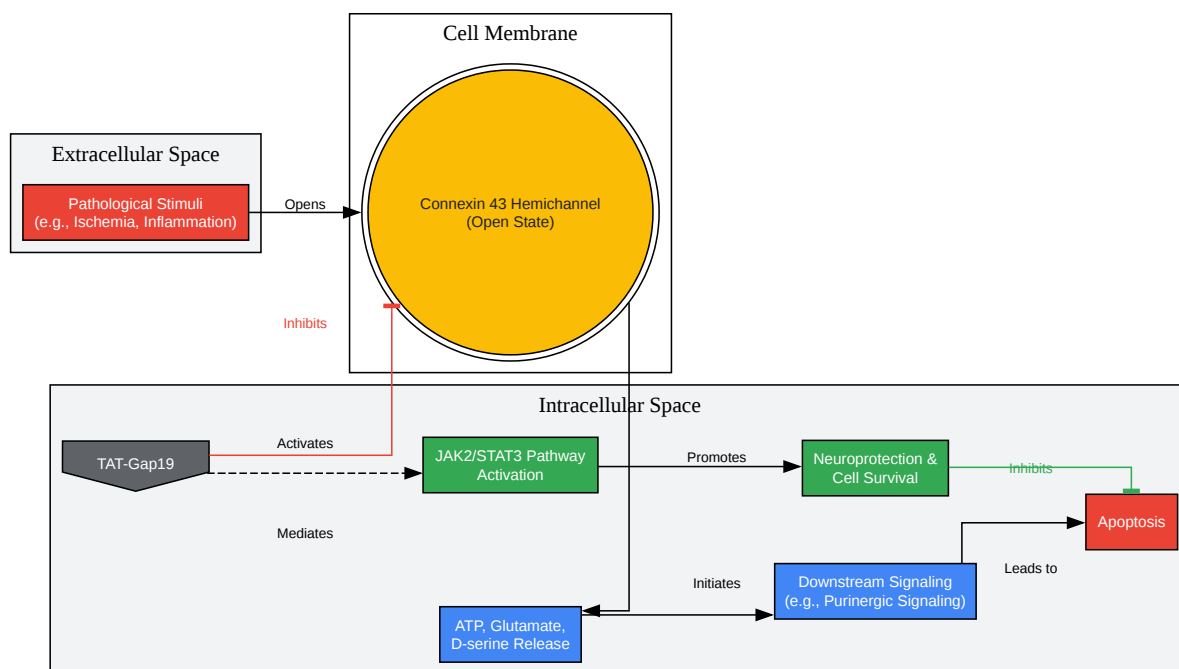 Cell Membrane
Extracellular Space
Pathological Stimuli
(e.g., Ischemia, Inflammation)
Opens
Connexin 43 Hemichannel
(Open State)
Inhibits
Intracellular Space
TAT-Gap19
Activates
JAK2/STAT3 Pathway
Activation
Promotes
Neuroprotection &
Cell Survival
Inhibits
Apoptosis
Mediates
Initiates
Downstream Signaling
(e.g., Purinergic Signaling)
Leads to
ATP, Glutamate,
D-serine Release